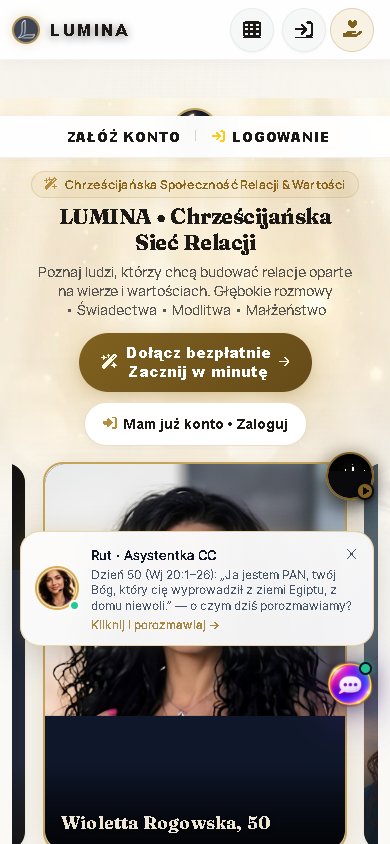 LUMINA
ZAŁÓŻ KONTO
LOGOWANIE
Chrześcijańska Społeczność Relacji & Wartości
LUMINA • Chrześcijańska
Sieć Relacji
Poznaj ludzi, którzy chcą budować relacje oparte
na wierze i wartościach. Głębokie rozmowy
• Świadectwa • Modlitwa • Małżeństwo
Dołącz bezpłatnie
Zacznij w minutę →
Mam już konto • Zaloguj
Rut · Asystentka CC
Dzień 50 (Wj 20:1–26): „Ja jestem PAN, twój
Bóg, który cię wyprowadził z ziemi Egiptu, z
domu niewoli.” — o czym dziś porozmawiamy?
Kliknij i porozmawiaj →
Wioletta Rogowska, 50